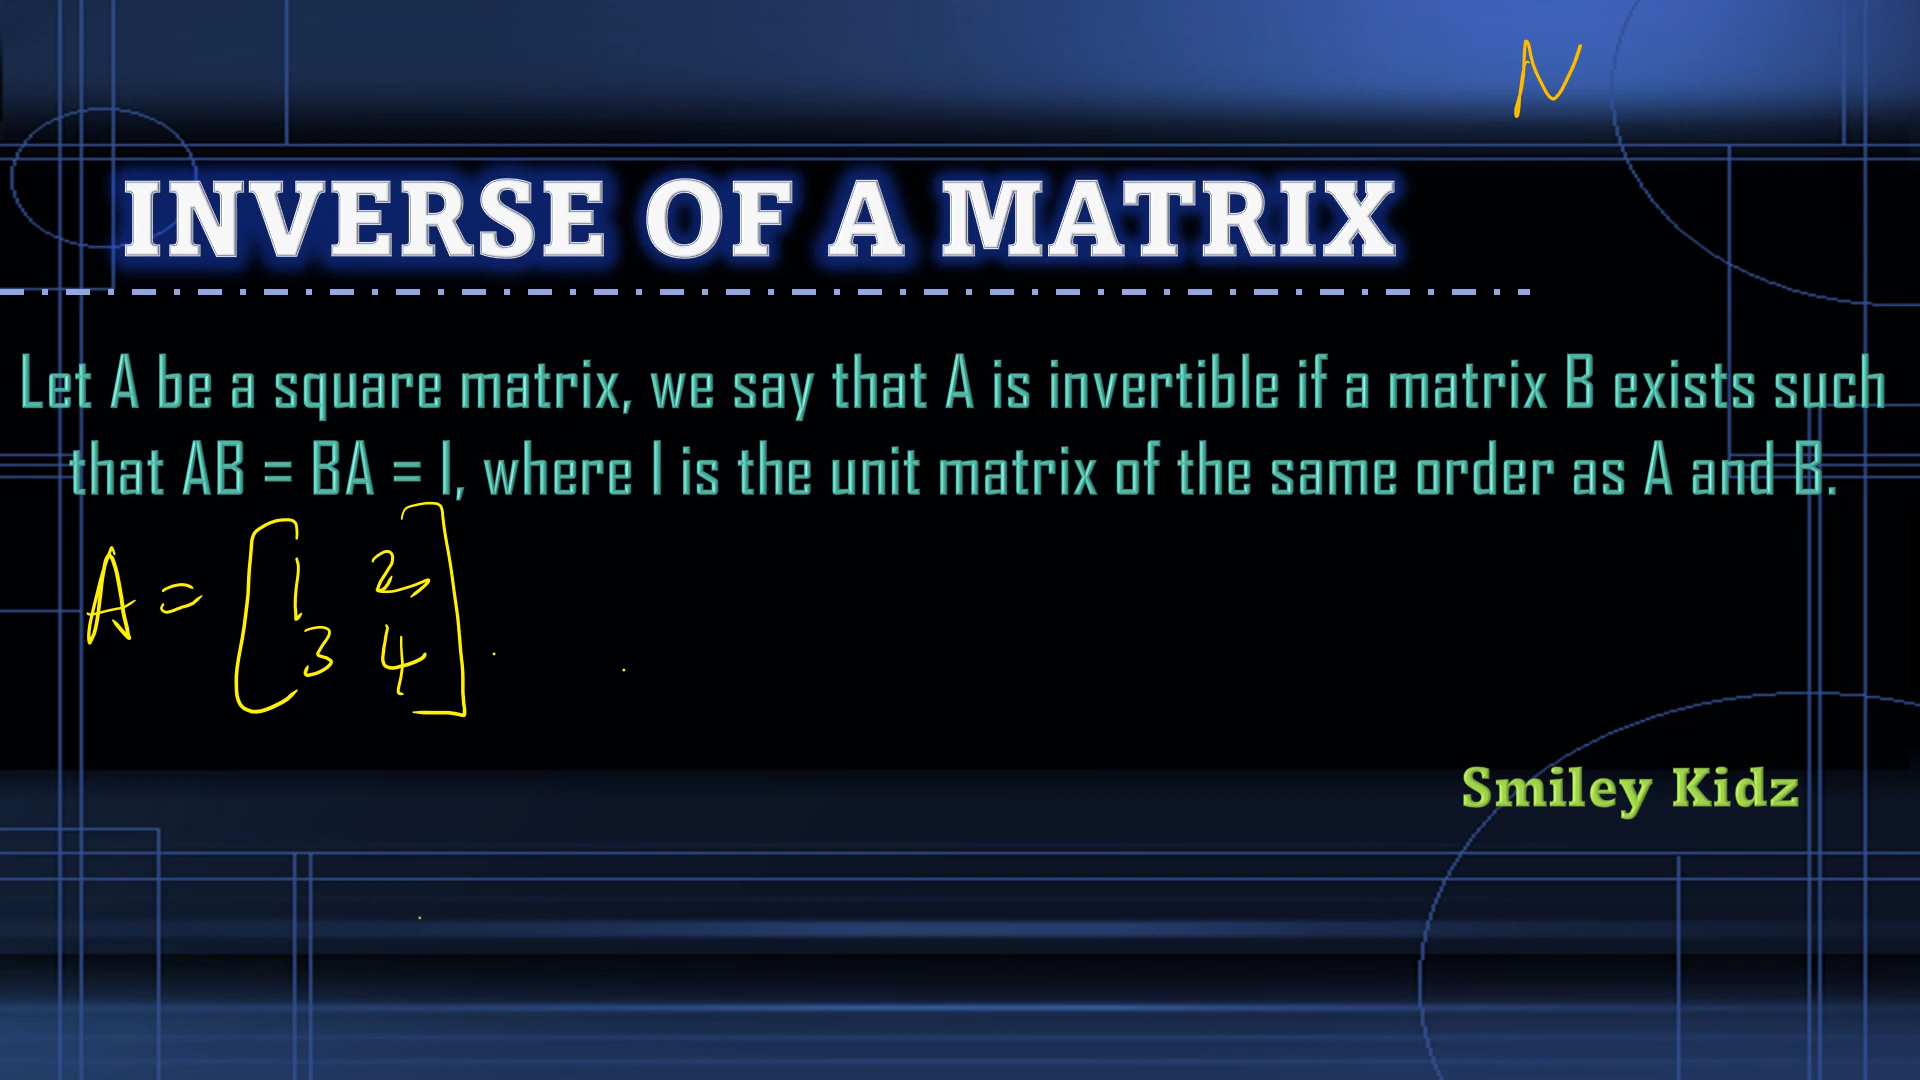 N
INVERSE OF A MATRIX
Let A be a square matrix, we say that A is invertible if a matrix B exists such
that AB = BA = I, where I is the unit matrix of the same order as A and B.
A = [1 2
3 4]
Smiley Kidz